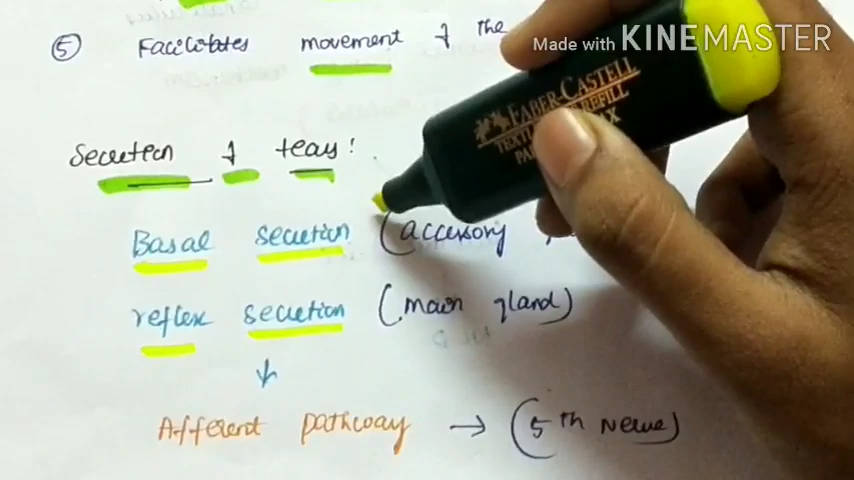 ⑤ Facilitates movement of the
Made with KINEMASTER
FABER-CASTELL
Secretion of tears:
Basal secretion (accessory
reflex secretion (main gland)
↓
Afferent pathway → (5th Nerve)